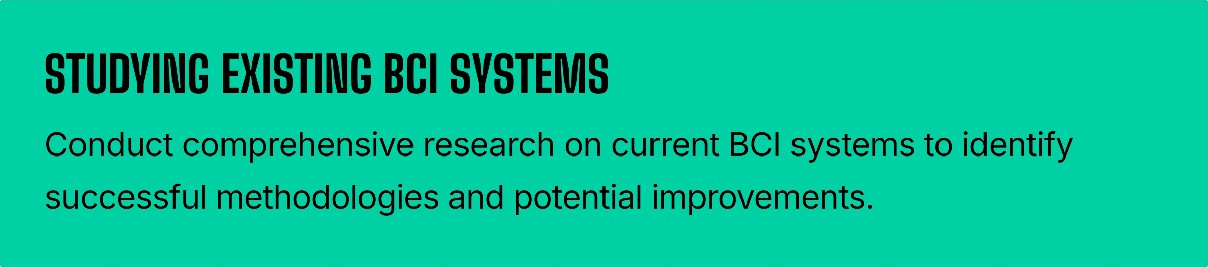 STUDYING EXISTING BCI SYSTEMS
Conduct comprehensive research on current BCI systems to identify
successful methodologies and potential improvements.